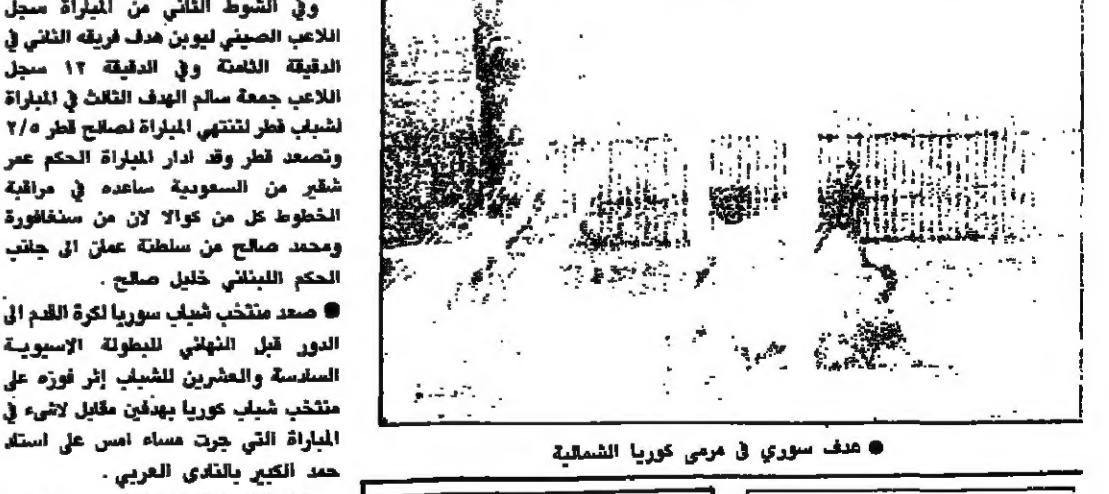 وفي الشوط الثاني من المباراة سجل
اللاعب الصيني ليوبن هدف فريقه الثاني في
الدقيقة الثامنة وفي الدقيقة ١٢ سجل
اللاعب جمعة سالم الهدف الثالث في المباراة
لشباب قطر لتنتهي المباراة لصالح قطر ٢/٥
وتصعد قطر وقد ادار المباراة الحكم عمر
شقير من السعودية ساعده في مراقبة
الخطوط كل من كوالا لان من سنغافورة
ومحمد صالح من سلطنة عمان الى جانب
الحكم اللبناني خليل صالح .
● صعد منتخب شباب سوريا لكرة القدم الى
الدور قبل النهائي للبطولة الاسيوية
السادسة والعشرين للشباب إثر فوزه على
منتخب شباب كوريا بهدفين مقابل لاشيء في
المباراة التي جرت مساء امس على استاد
حمد الكبير بالنادى العربي .
● هدف سوري في مرمى كوريا الشمالية